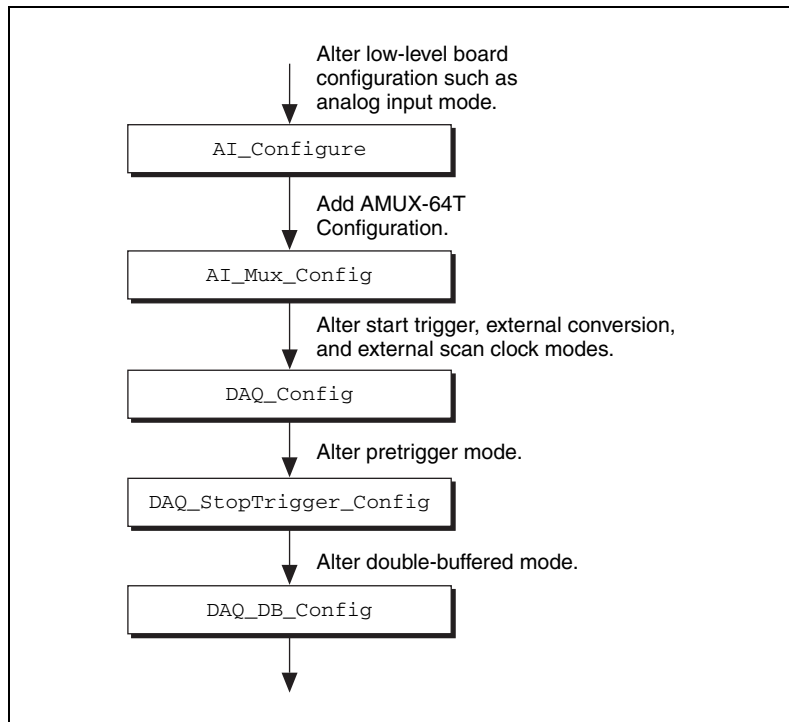 Alter low-level board
configuration such as
analog input mode.
AI_Configure
Add AMUX-64T
Configuration.
AI_Mux_Config
Alter start trigger, external conversion,
and external scan clock modes.
DAQ_Config
Alter pretrigger mode.
DAQ_StopTrigger_Config
Alter double-buffered mode.
DAQ_DB_Config